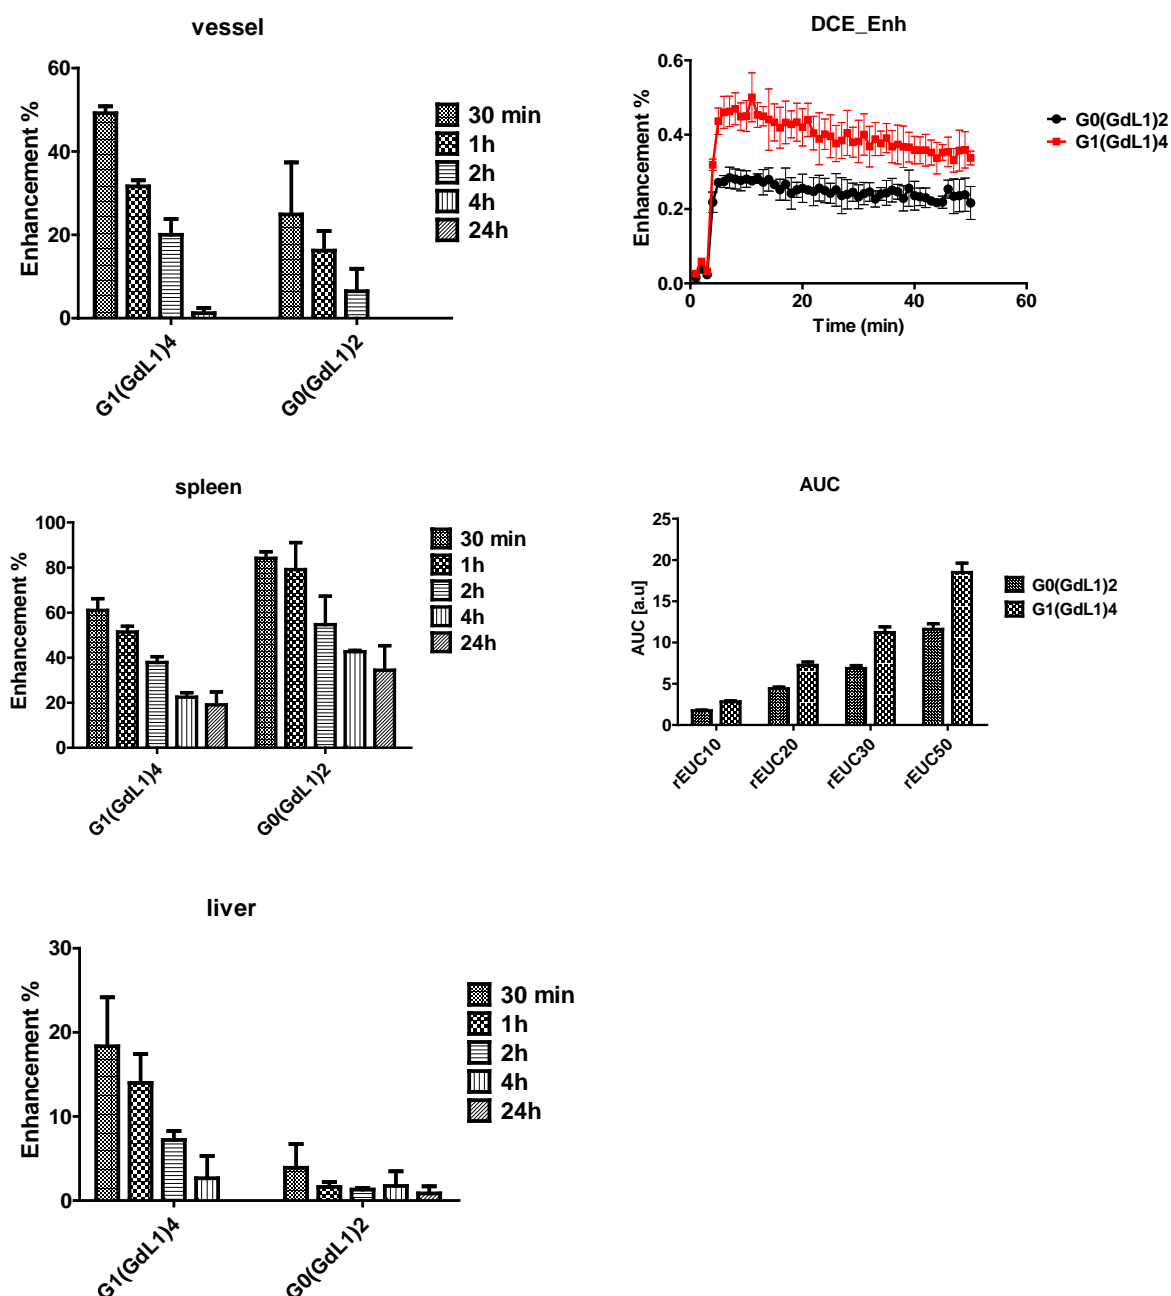 vessel
Enhancement %
60
40
20
0
G1(GdL1)4
G0(GdL1)2
30 min
1h
2h
4h
24h
DCE_Enh
Enhancement %
0.6
0.4
0.2
0.0
0
20
40
60
Time (min)
G0(GdL1)2
G1(GdL1)4
spleen
Enhancement %
100
80
60
40
20
0
G1(GdL1)4
G0(GdL1)2
30 min
1h
2h
4h
24h
AUC
AUC [a.u]
25
20
15
10
5
0
rEUC10
rEUC20
rEUC30
rEUC50
G0(GdL1)2
G1(GdL1)4
liver
Enhancement %
30
20
10
0
G1(GdL1)4
G0(GdL1)2
30 min
1h
2h
4h
24h